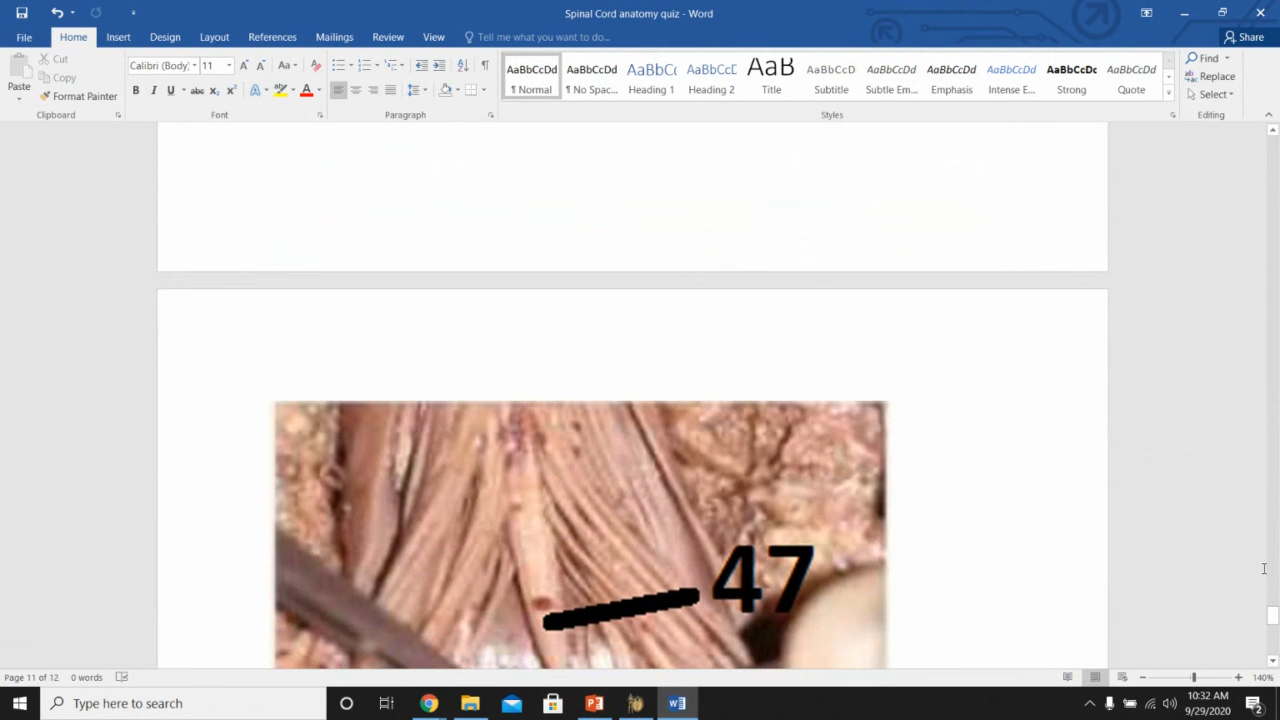 Spinal Cord anatomy quiz - Word
File Home Insert Design Layout References Mailings Review View Tell me what you want to do... Share
Paste Cut Copy Format Painter
Calibri (Body) 11
AaBbCcDd AaBbCcDd AaBbCc AaBbCcD AaB AaBbCcD AaBbCcDd AaBbCcDd AaBbCcDd AaBbCcDc AaBbCcDd
¶ Normal ¶ No Spac... Heading 1 Heading 2 Title Subtitle Subtle Em... Emphasis Intense E... Strong Quote
Find Replace Select
Clipboard Font Paragraph Styles Editing
47
Page 11 of 12 0 words 140%
Type here to search
10:32 AM
9/29/2020
2